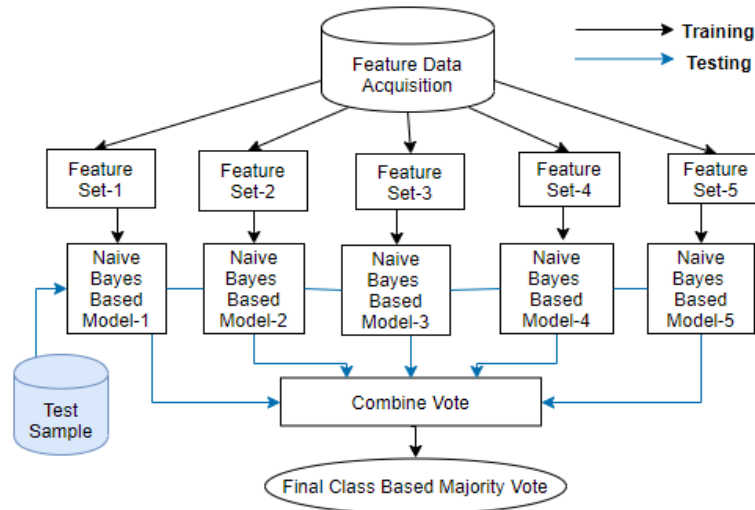 Training
Testing
Feature Data
Acquisition
Feature
Set-1
Feature
Set-2
Feature
Set-3
Feature
Set-4
Feature
Set-5
Naive
Bayes
Based
Model-1
Naive
Bayes
Based
Model-2
Naive
Bayes
Based
Model-3
Naive
Bayes
Based
Model-4
Naive
Bayes
Based
Model-5
Test
Sample
Combine Vote
Final Class Based Majority Vote